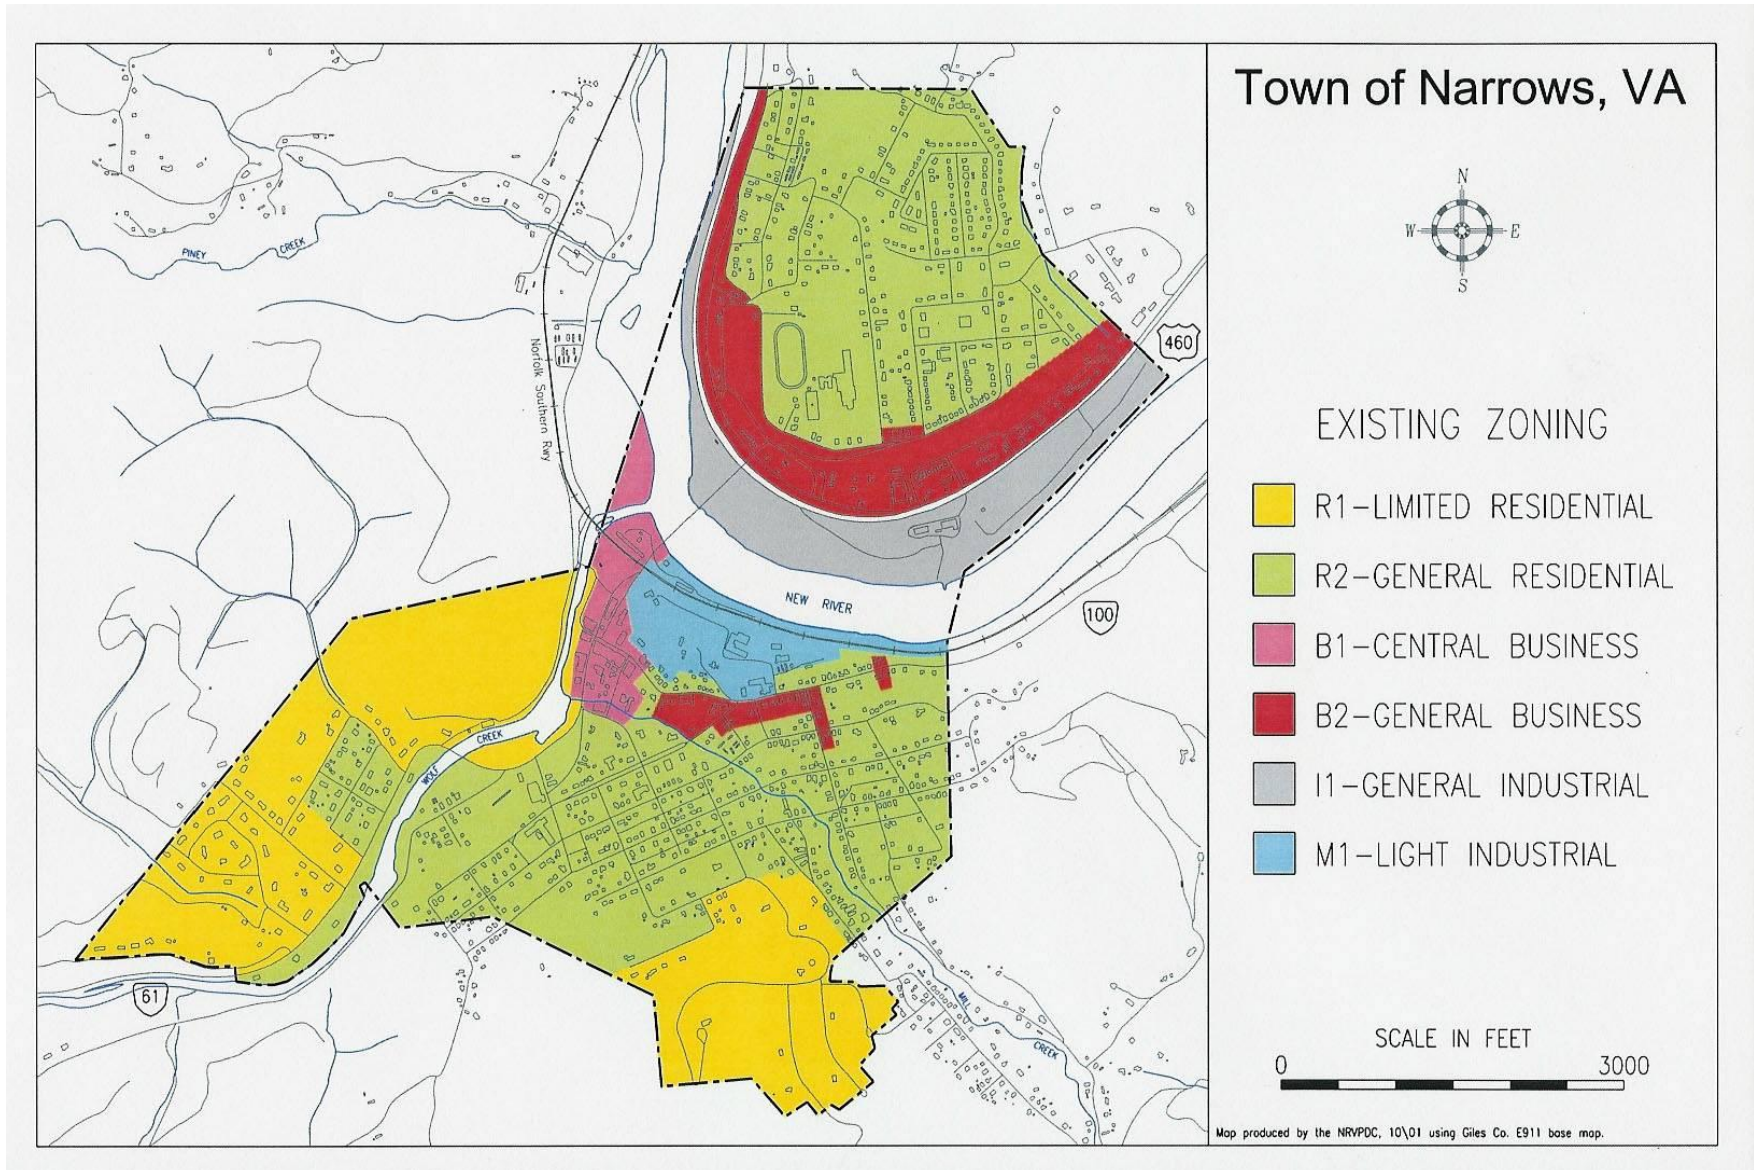 Town of Narrows, VA
N
W
E
S
PINEY
CREEK
460
Norfolk Southern Rwy
EXISTING ZONING
R1-LIMITED RESIDENTIAL
R2-GENERAL RESIDENTIAL
B1-CENTRAL BUSINESS
B2-GENERAL BUSINESS
I1-GENERAL INDUSTRIAL
M1-LIGHT INDUSTRIAL
NEW RIVER
100
WOLF
CREEK
61
MILL
CREEK
SCALE IN FEET
0
3000
Map produced by the NRVPDC, 10\01 using Giles Co. E911 base map.